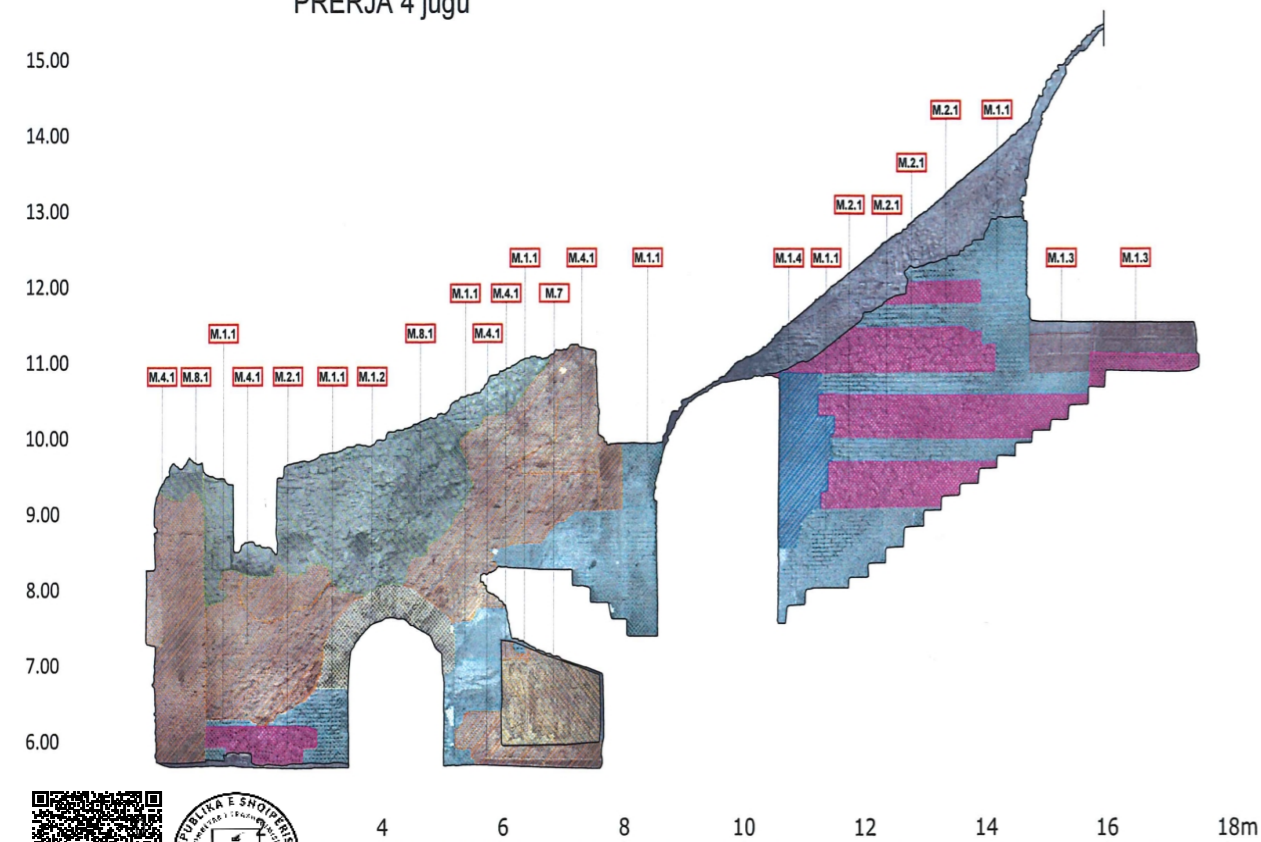 PRERJA 4 jugu
15.00
14.00
M.2.1 M.1.1
M.2.1
13.00
M.2.1 M.2.1
M.1.1 M.4.1 M.1.1 M.1.4 M.1.1 M.1.3 M.1.3
12.00
M.1.1 M.4.1 M.7
M.1.1 M.8.1 M.4.1
11.00
M.4.1 M.8.1 M.4.1 M.2.1 M.1.1 M.1.2
10.00
9.00
8.00
7.00
6.00
PUBLIKA E SHQIPERIS
2 4 6 8 10 12 14 16 18m